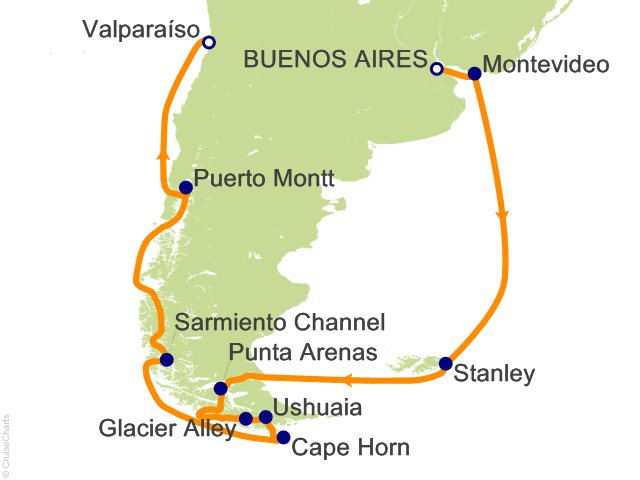 Valparaíso
BUENOS AIRES
Montevideo
Puerto Montt
Sarmiento Channel
Punta Arenas
Stanley
Ushuaia
Glacier Alley
Cape Horn
© CruiseCharts